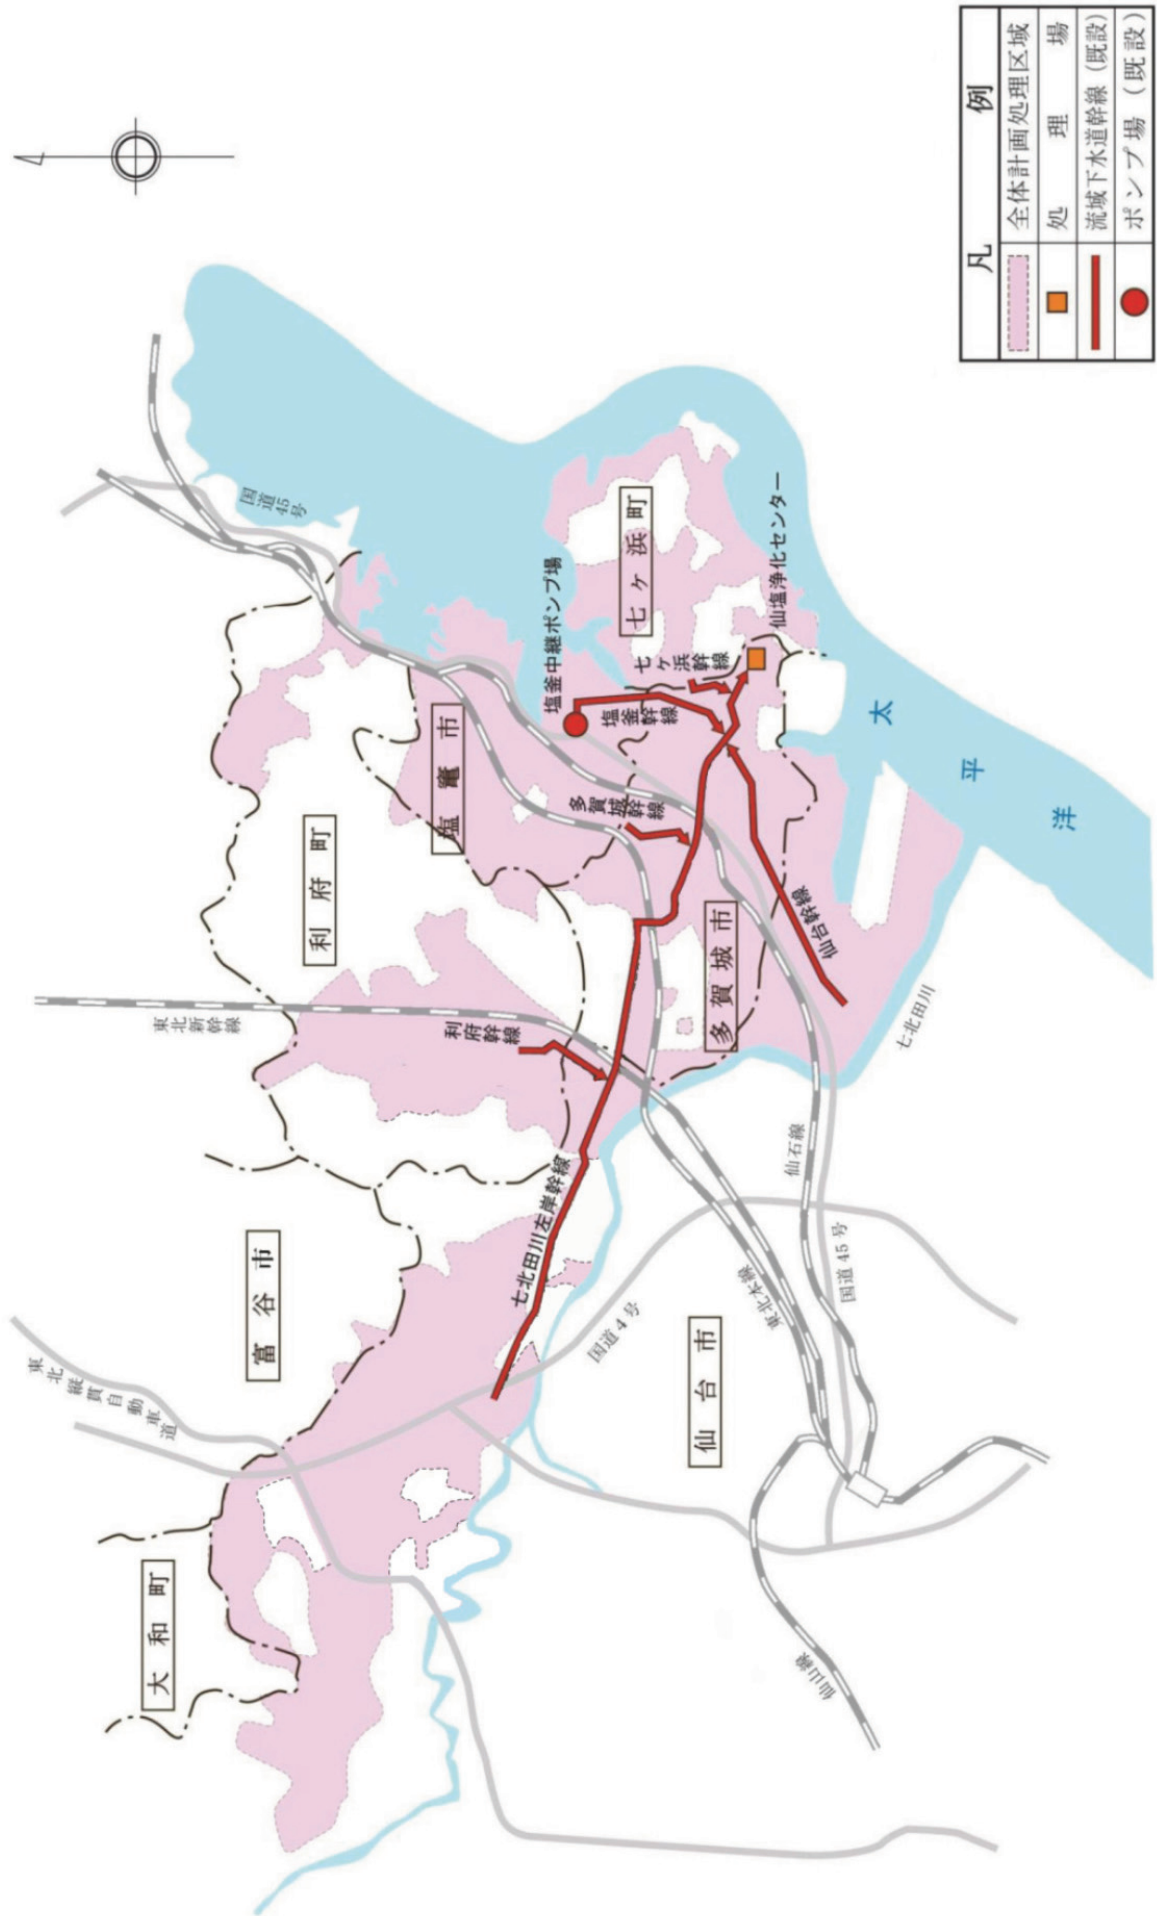 凡例
全体計画処理区域
処理場
流域下水道幹線（既設）
ポンプ場（既設）
大和町
富谷市
利府町
塩竈市
七ヶ浜町
多賀城市
仙台市
東北縦貫自動車道
東北新幹線
国道45号
利府幹線
七北田川左岸幹線
多賀城幹線
塩釜中継ポンプ場
塩釜幹線
七ヶ浜幹線
仙塩浄化センター
仙台幹線
七北田川
国道4号
東北本線
仙石線
国道45号
仙山線
太平洋